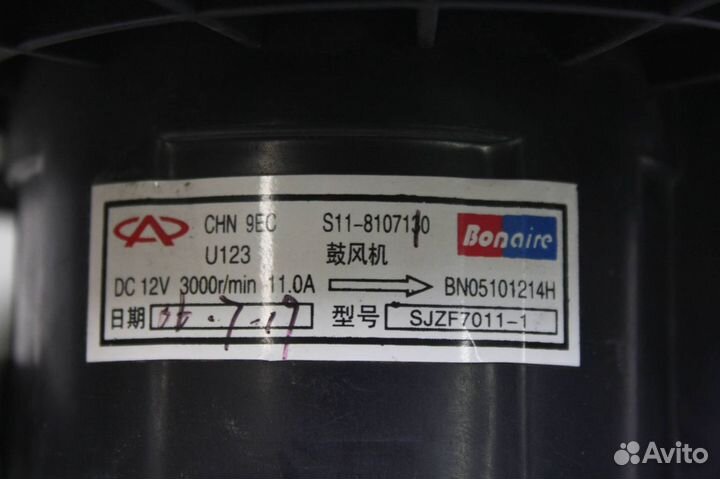 CHN 9EC S11-8107130 Bonaire
U123 鼓风机
DC 12V 3000r/min 11.0A BN05101214H
日期 型号 SJZF7011-1
Avito